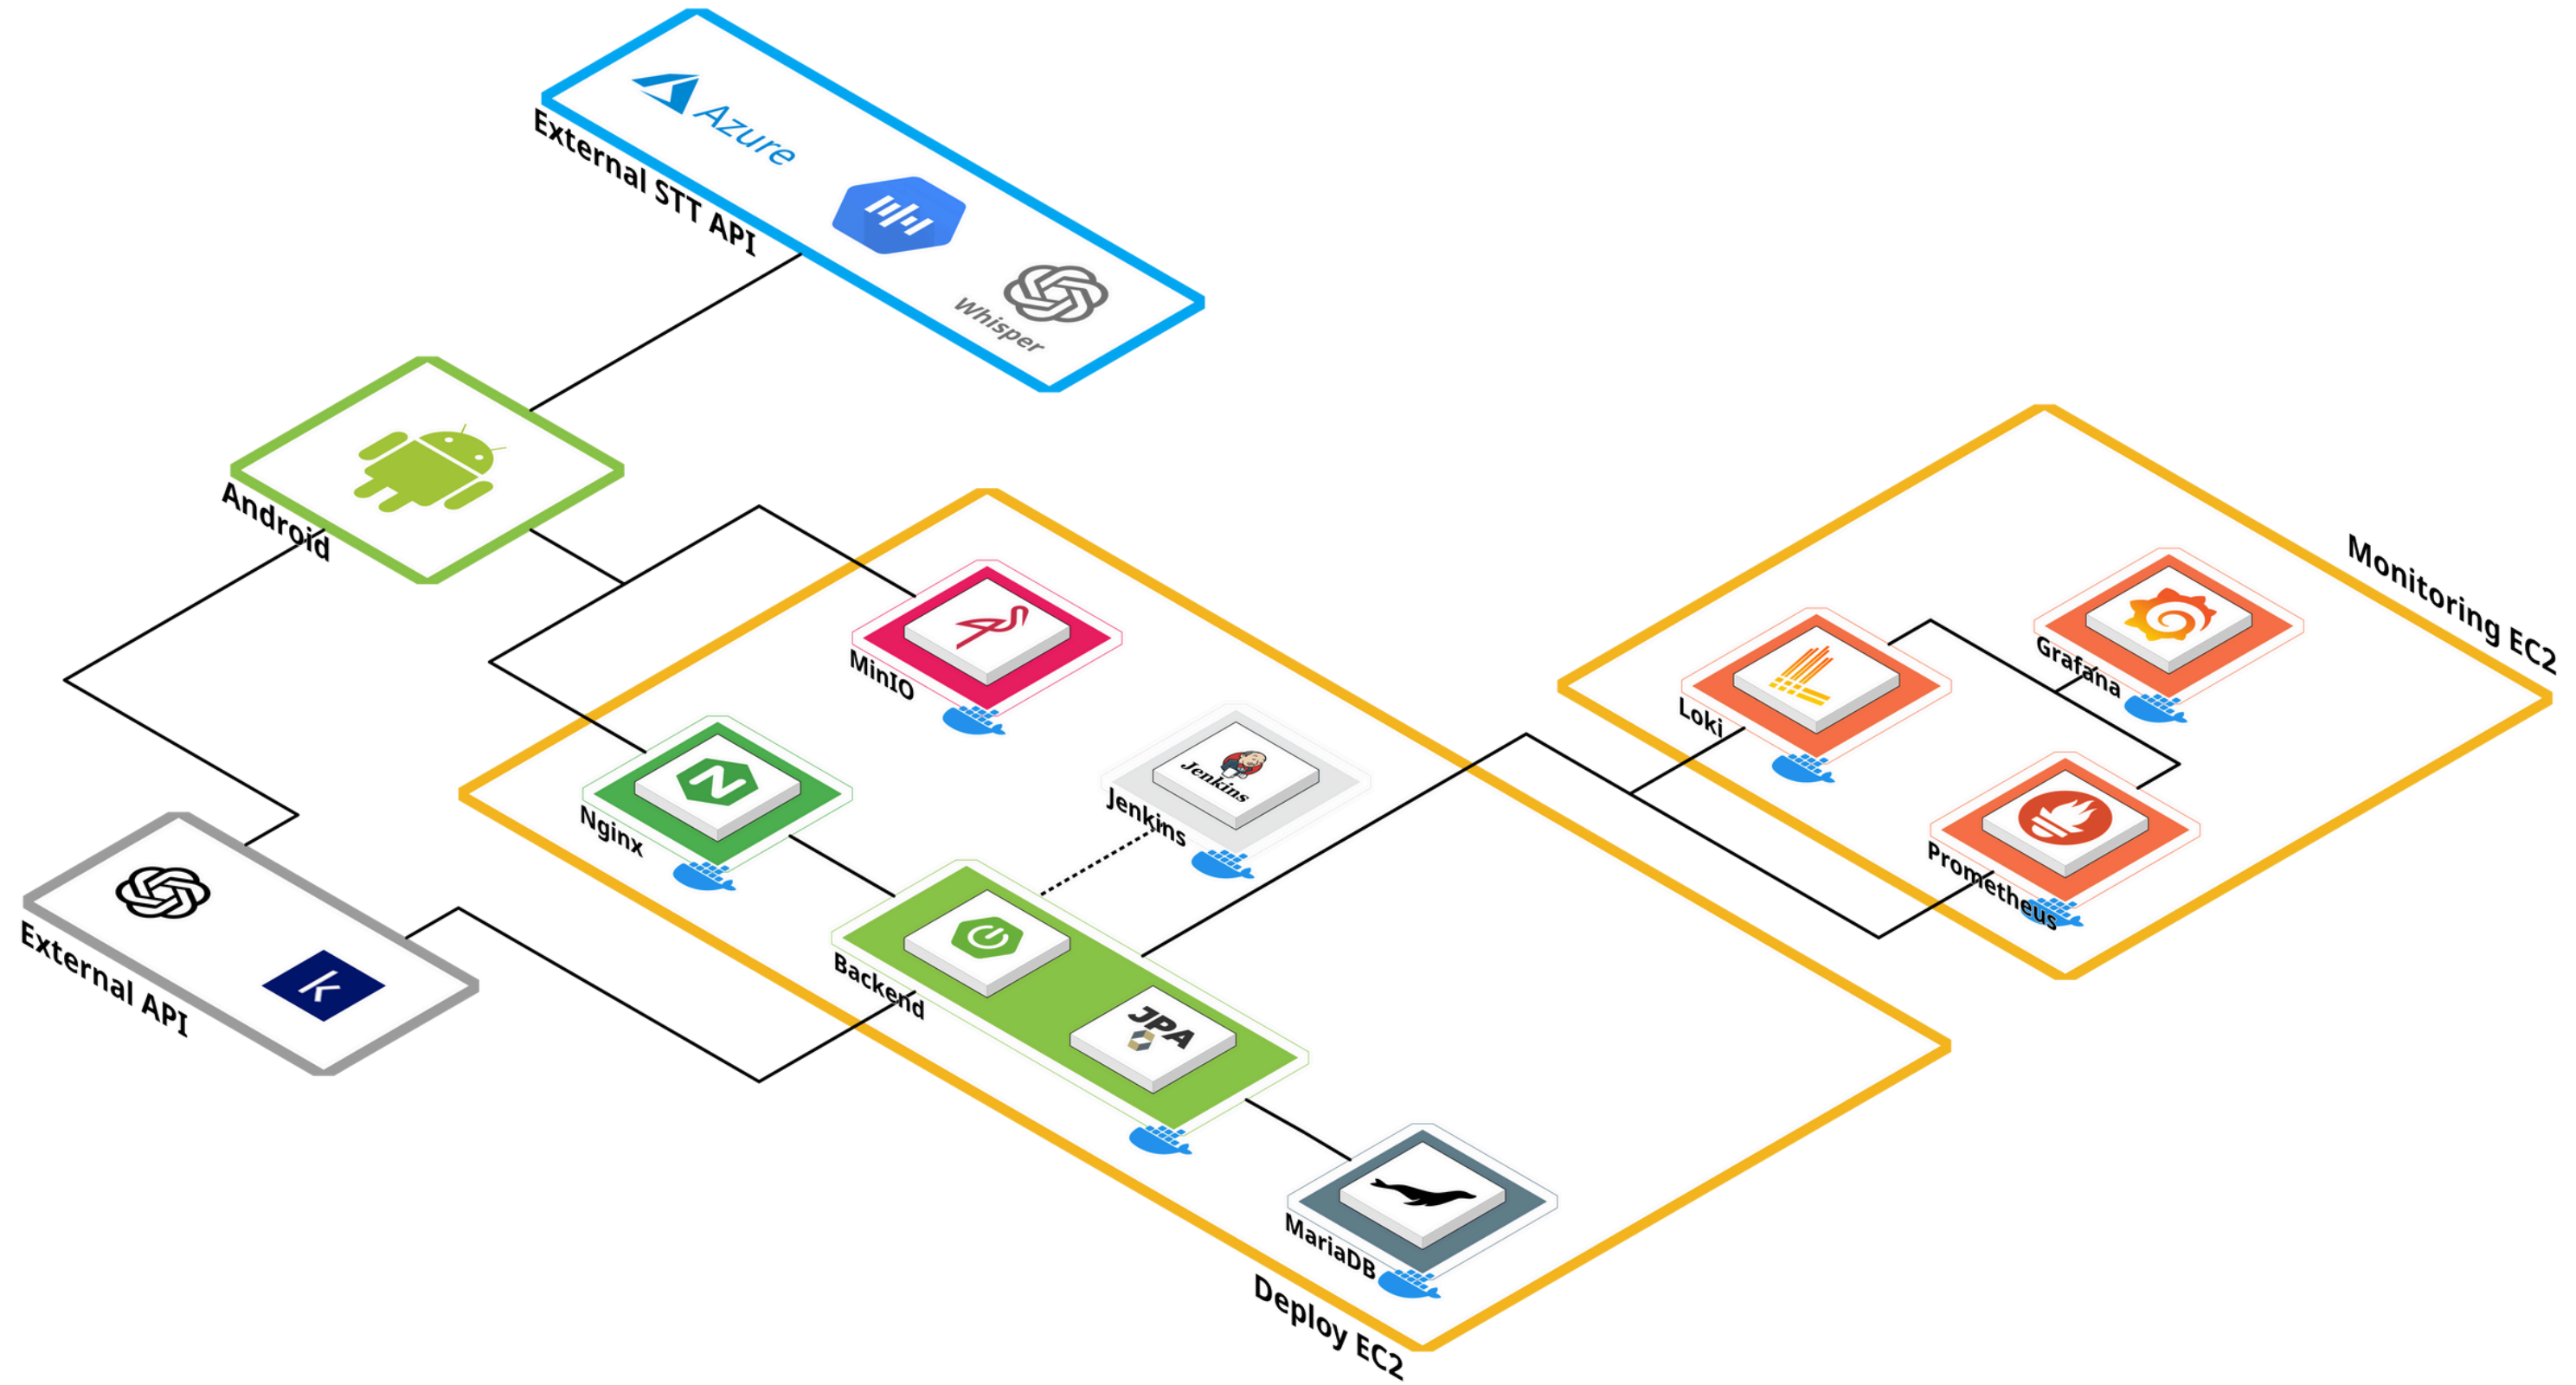 Azure
Whisper
External STT API
Android
Monitoring EC2
Grafana
Loki
MinIO
Jenkins
Jenkins
Nginx
Prometheus
k
External API
Backend
JPA
MariaDB
Deploy EC2